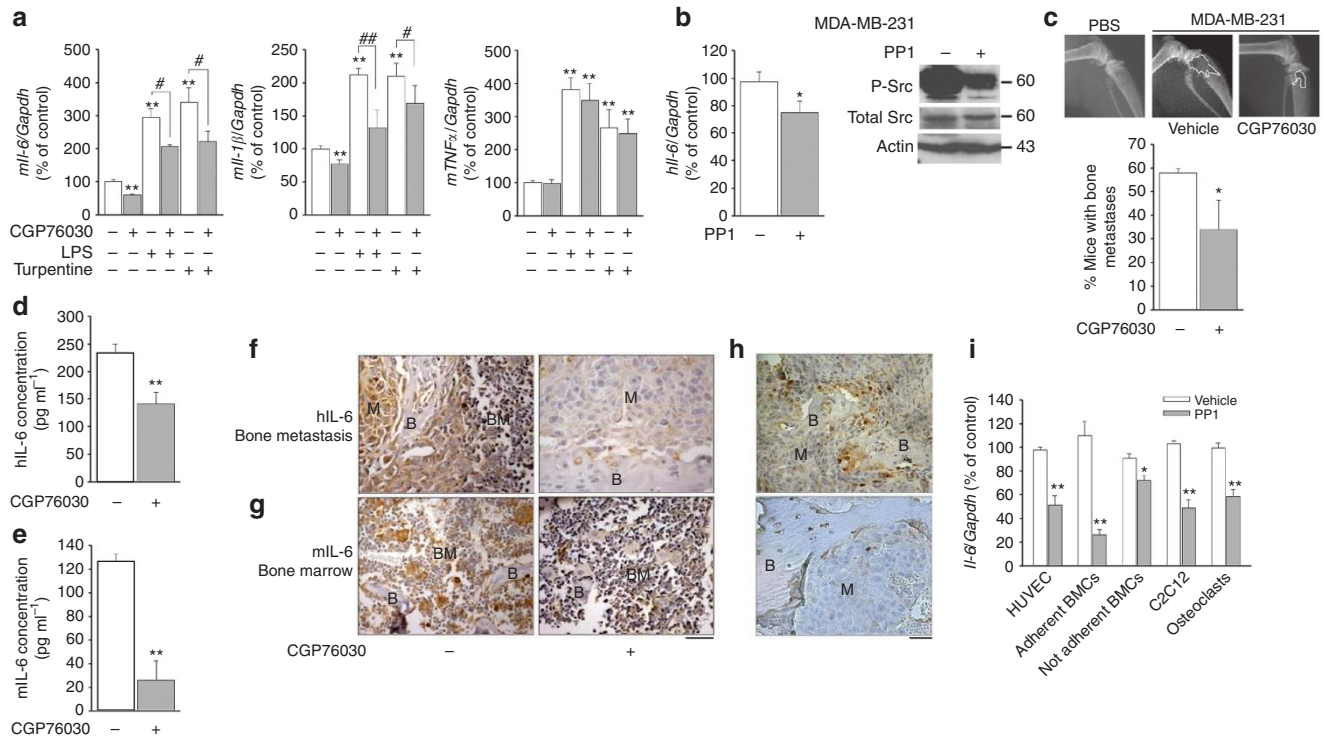 a
mIl-6/Gapdh
(% of control)
500
400
300
200
100
0
**
**
#
**
#
mIl-1β/Gapdh
(% of control)
250
200
150
100
50
0
**
**
##
**
#
mTNFα/Gapdh
(% of control)
500
400
300
200
100
0
**
**
**
**
CGP76030 – + – + – + – + – + – + – + – + – +
LPS – – + + – – – – + + – – – – + + – –
Turpentine – – – – + + – – – – + + – – – – + +
b
hIl-6/Gapdh
(% of control)
120
100
80
60
40
20
0
*
PP1 – +
MDA-MB-231
PP1 – +
P-Src 60
Total Src 60
Actin 43
c
PBS
MDA-MB-231
Vehicle CGP76030
% Mice with bone
metastases
70
60
50
40
30
20
10
0
*
CGP76030 – +
d
hIL-6 concentration
(pg ml–1)
300
250
200
150
100
50
0
**
CGP76030 – +
e
mIL-6 concentration
(pg ml–1)
140
120
100
80
60
40
20
0
**
CGP76030 – +
f
hIL-6
Bone metastasis
M
B
BM
M
B
g
mIL-6
Bone marrow
BM
B
B
BM
B
CGP76030 – +
h
B
B
M
B
M
i
Il-6/Gapdh (% of control)
140
120
100
80
60
40
20
0
Vehicle
PP1
**
**
*
**
**
HUVEC
Adherent BMCs
Not adherent BMCs
C2C12
Osteoclasts